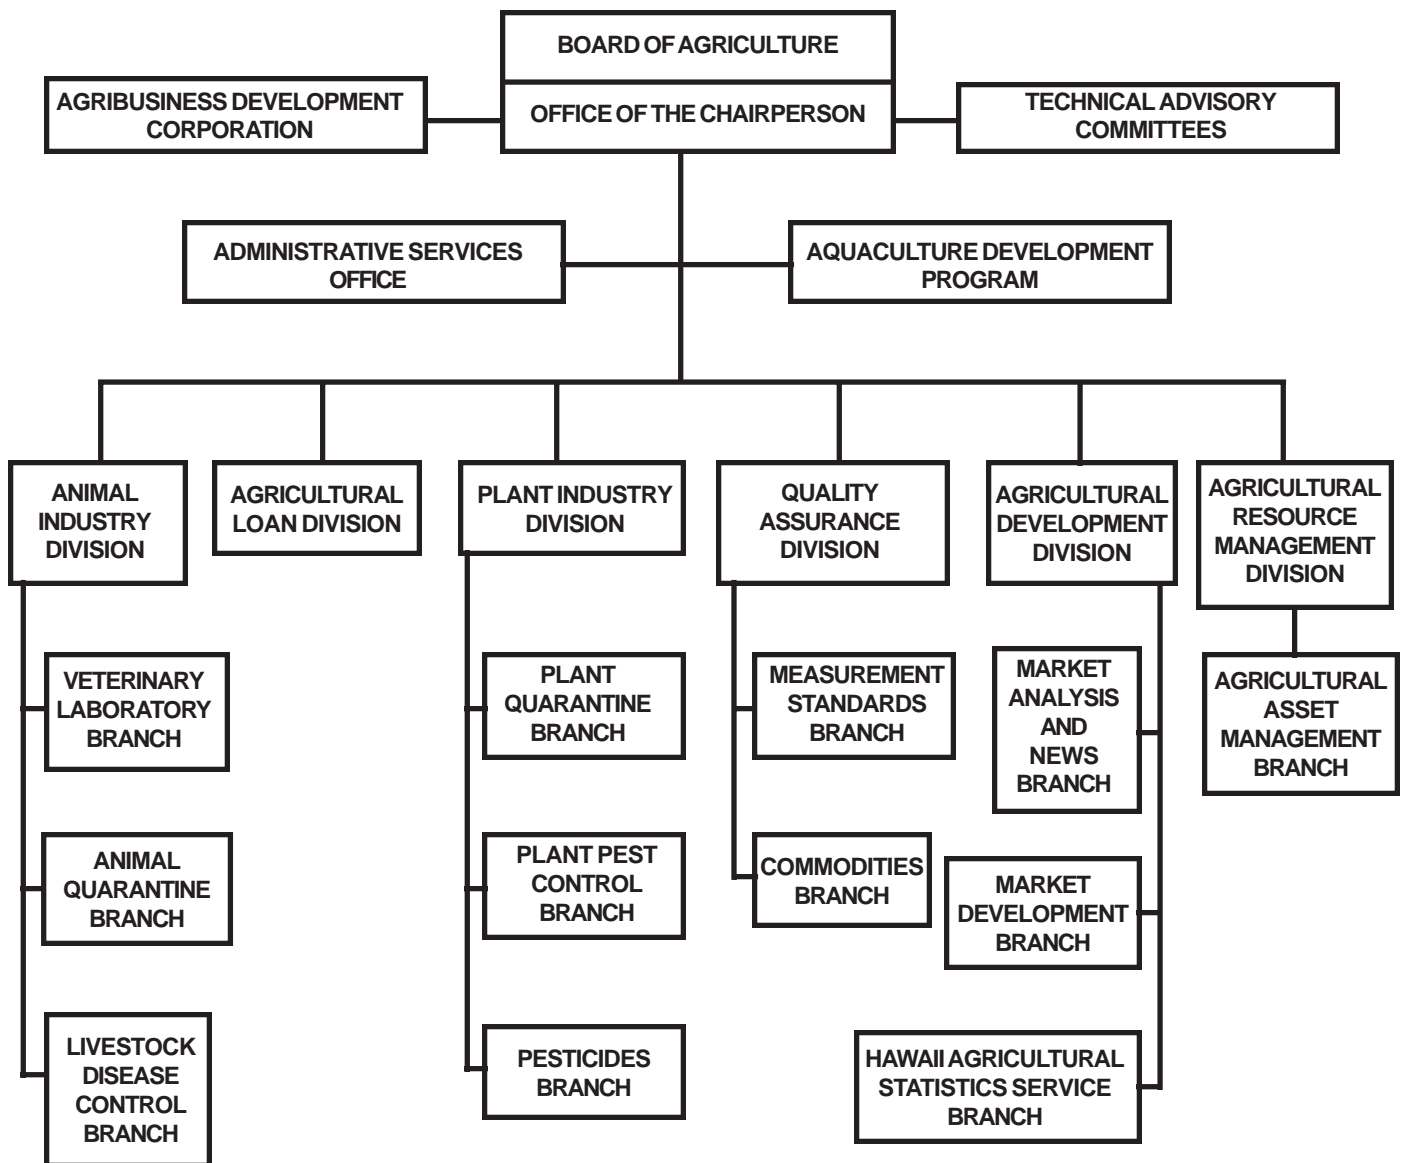 BOARD OF AGRICULTURE
OFFICE OF THE CHAIRPERSON
AGRIBUSINESS DEVELOPMENT
CORPORATION
TECHNICAL ADVISORY
COMMITTEES
ADMINISTRATIVE SERVICES
OFFICE
AQUACULTURE DEVELOPMENT
PROGRAM
ANIMAL
INDUSTRY
DIVISION
AGRICULTURAL
LOAN DIVISION
PLANT INDUSTRY
DIVISION
QUALITY
ASSURANCE
DIVISION
AGRICULTURAL
DEVELOPMENT
DIVISION
AGRICULTURAL
RESOURCE
MANAGEMENT
DIVISION
VETERINARY
LABORATORY
BRANCH
PLANT
QUARANTINE
BRANCH
MEASUREMENT
STANDARDS
BRANCH
MARKET
ANALYSIS
AND
NEWS
BRANCH
AGRICULTURAL
ASSET
MANAGEMENT
BRANCH
ANIMAL
QUARANTINE
BRANCH
PLANT PEST
CONTROL
BRANCH
COMMODITIES
BRANCH
MARKET
DEVELOPMENT
BRANCH
LIVESTOCK
DISEASE
CONTROL
BRANCH
PESTICIDES
BRANCH
HAWAII AGRICULTURAL
STATISTICS SERVICE
BRANCH